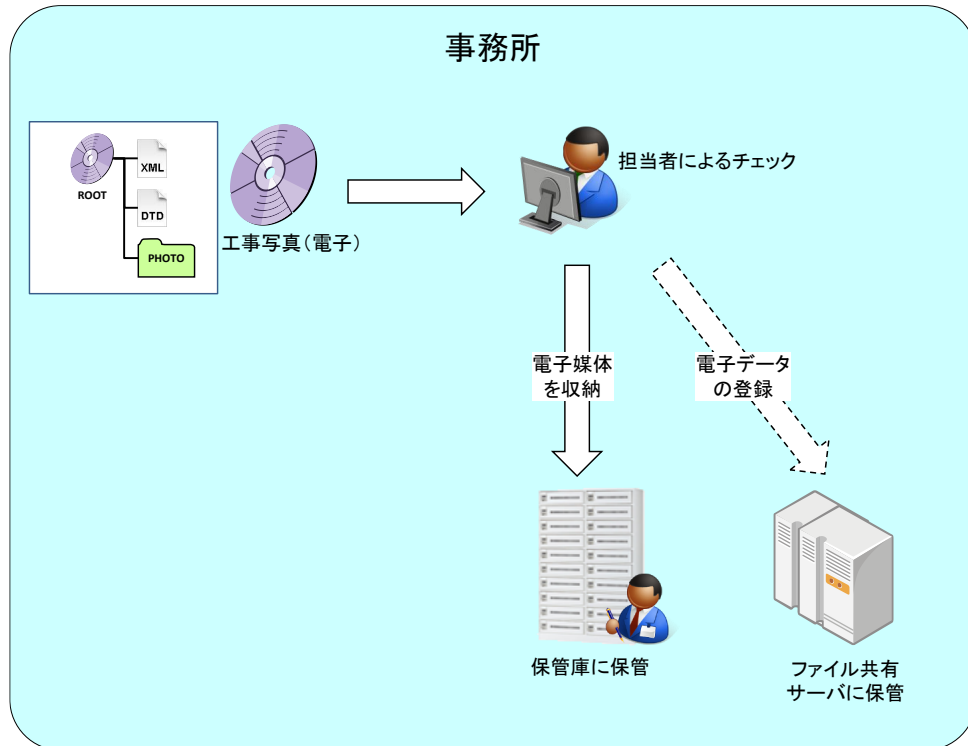 事務所
ROOT
XML
DTD
PHOTO
工事写真（電子）
担当者によるチェック
電子媒体
を収納
電子データ
の登録
保管庫に保管
ファイル共有
サーバに保管